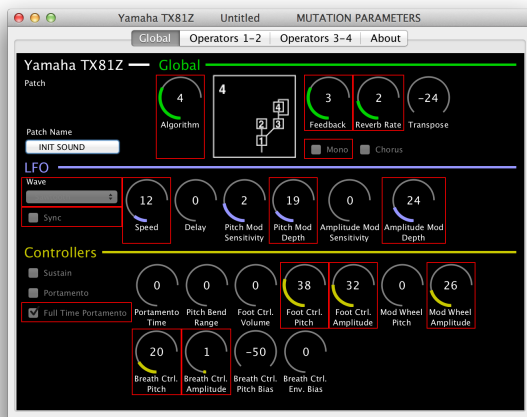 Yamaha TX81Z Untitled MUTATION PARAMETERS
Global Operators 1-2 Operators 3-4 About
Yamaha TX81Z Global
Patch
4
4
3
2
-24
4
2
3
1
Algorithm
Feedback
Reverb Rate
Transpose
Patch Name
INIT SOUND
Mono
Chorus
LFO
Wave
Sync
12
0
2
19
0
24
Speed
Delay
Pitch Mod
Sensitivity
Pitch Mod
Depth
Amplitude Mod
Sensitivity
Amplitude Mod
Depth
Controllers
Sustain
Portamento
Full Time Portamento
0
0
0
38
32
0
26
Portamento
Time
Pitch Bend
Range
Foot Ctrl.
Volume
Foot Ctrl.
Pitch
Foot Ctrl.
Amplitude
Mod Wheel
Pitch
Mod Wheel
Amplitude
20
1
-50
0
Breath Ctrl.
Pitch
Breath Ctrl.
Amplitude
Breath Ctrl.
Pitch Bias
Breath Ctrl.
Env. Bias